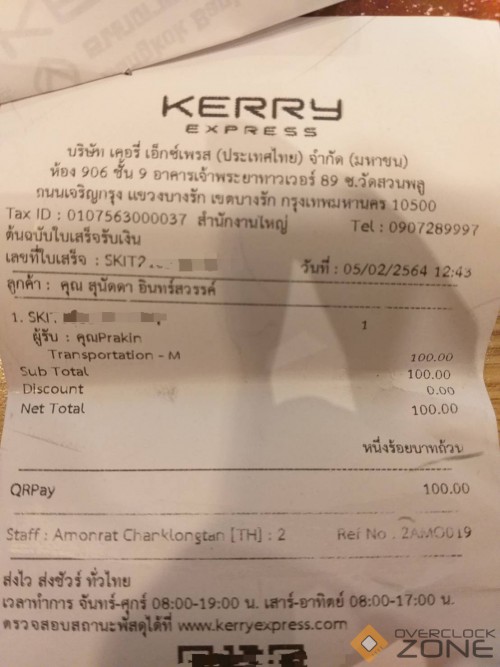 KERRY
EXPRESS
บริษัท เคอรี่ เอ็กซ์เพรส (ประเทศไทย) จำกัด (มหาชน)
ห้อง 906 ชั้น 9 อาคารเจ้าพระยาทาวเวอร์ 89 ซ.วัดสวนพลู
ถนนเจริญกรุง แขวงบางรัก เขตบางรัก กรุงเทพมหานคร 10500
Tax ID : 0107563000037 สำนักงานใหญ่ Tel : 0907289997
ต้นฉบับใบเสร็จรับเงิน
เลขที่ใบเสร็จ : SKIT2 วันที่ : 05/02/2564 12:43
ลูกค้า : คุณ สุนัดดา อินทร์สวรรค์
1. SKI 1
ผู้รับ : คุณPrakin
Transportation - M 100.00
Sub Total 100.00
Discount 0.00
Net Total 100.00
หนึ่งร้อยบาทถ้วน
QRPay 100.00
Staff : Amonrat Chanklongtan [TH] : 2 Ref No : 2AMO019
ส่งไว ส่งชัวร์ ทั่วไทย
เวลาทำการ จันทร์-ศุกร์ 08:00-19:00 น. เสาร์-อาทิตย์ 08:00-17:00 น.
ตรวจสอบสถานะพัสดุได้ที่ www.kerryexpress.com
OVERCLOCK
ZONE